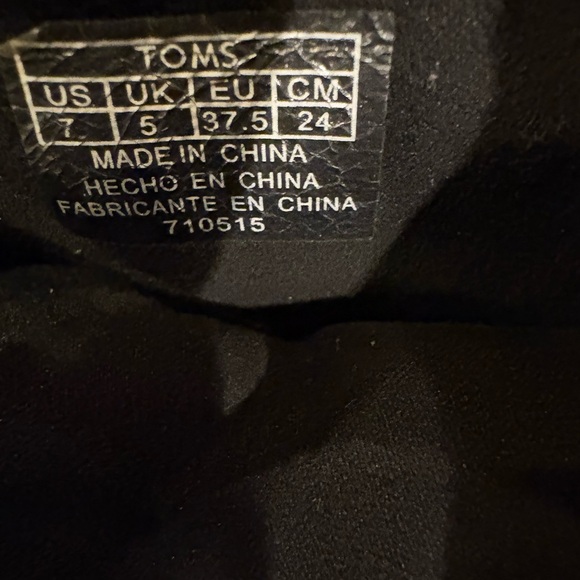 TOMS
US UK EU CM
7 5 37.5 24
MADE IN CHINA
HECHO EN CHINA
FABRICANTE EN CHINA
710515